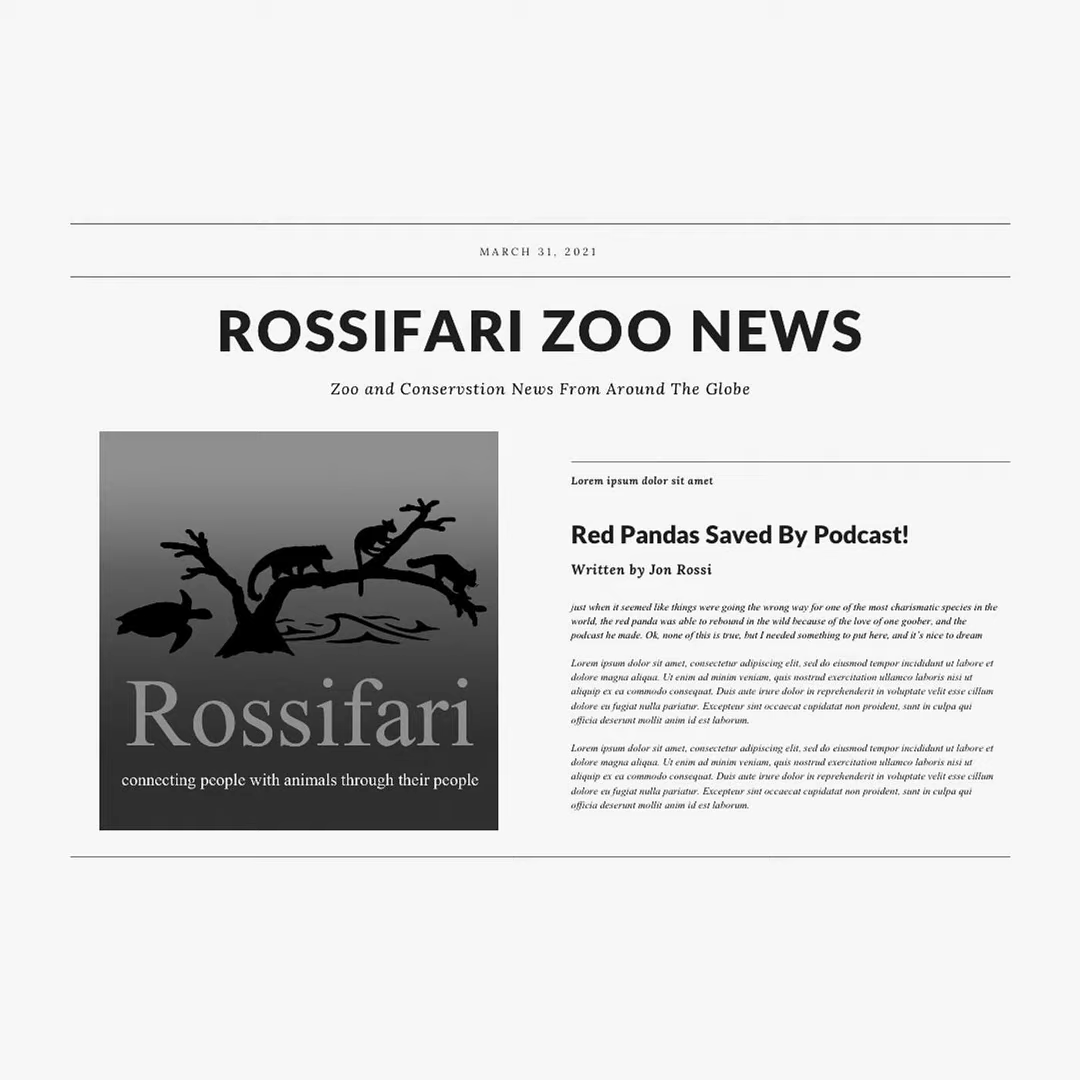 MARCH 31, 2021
ROSSIFARI ZOO NEWS
Zoo and Conservstion News From Around The Globe
Rossifari
connecting people with animals through their people
Lorem ipsum dolor sit amet
Red Pandas Saved By Podcast!
Written by Jon Rossi
just when it seemed like things were going the wrong way for one of the most charismatic species in the
world, the red panda was able to rebound in the wild because of the love of one goober, and the
podcast he made. Ok, none of this is true, but I needed something to put here, and it's nice to dream
Lorem ipsum dolor sit amet, consectetur adipiscing elit, sed do eiusmod tempor incididunt ut labore et
dolore magna aliqua. Ut enim ad minim veniam, quis nostrud exercitation ullamco laboris nisi ut
aliquip ex ea commodo consequat. Duis aute irure dolor in reprehenderit in voluptate velit esse cillum
dolore eu fugiat nulla pariatur. Excepteur sint occaecat cupidatat non proident, sunt in culpa qui
officia deserunt mollit anim id est laborum.
Lorem ipsum dolor sit amet, consectetur adipiscing elit, sed do eiusmod tempor incididunt ut labore et
dolore magna aliqua. Ut enim ad minim veniam, quis nostrud exercitation ullamco laboris nisi ut
aliquip ex ea commodo consequat. Duis aute irure dolor in reprehenderit in voluptate velit esse cillum
dolore eu fugiat nulla pariatur. Excepteur sint occaecat cupidatat non proident, sunt in culpa qui
officia deserunt mollit anim id est laborum.